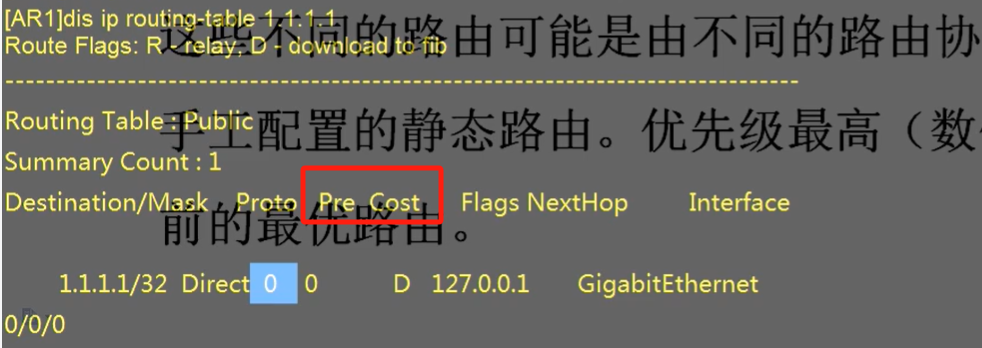 [AR1]dis ip routing-table 1.1.1.1
这些不同的路由可能是由不同的路由协
Route Flags: R - relay, D - download to fib
------------------------------------------------------------------------------
Routing Table : Public
手工配置的静态路由。优先级最高（数
Summary Count : 1
Destination/Mask Proto Pre Cost Flags NextHop Interface
前的最优路由。
1.1.1.1/32 Direct 0 0 D 127.0.0.1 GigabitEthernet
0/0/0